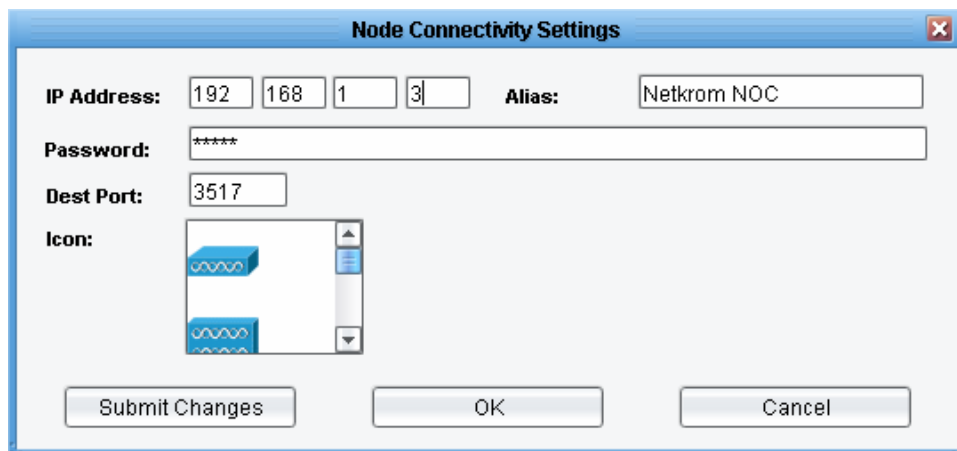 Node Connectivity Settings
IP Address: 192 168 1 3 Alias: Netkrom NOC
Password: *****
Dest Port: 3517
Icon:
Submit Changes OK Cancel